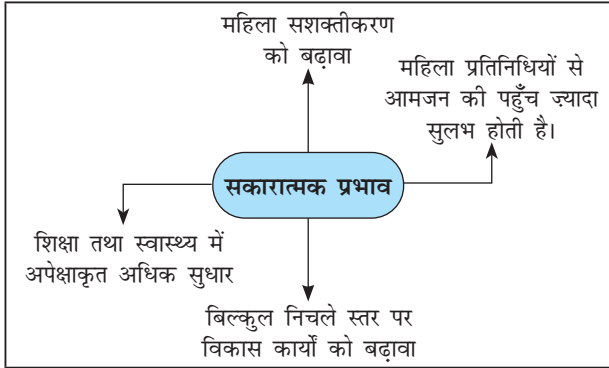 महिला सशक्तीकरण
को बढ़ावा
महिला प्रतिनिधियों से
आमजन की पहुँच ज़्यादा
सुलभ होती है।
सकारात्मक प्रभाव
शिक्षा तथा स्वास्थ्य में
अपेक्षाकृत अधिक सुधार
बिल्कुल निचले स्तर पर
विकास कार्यों को बढ़ावा